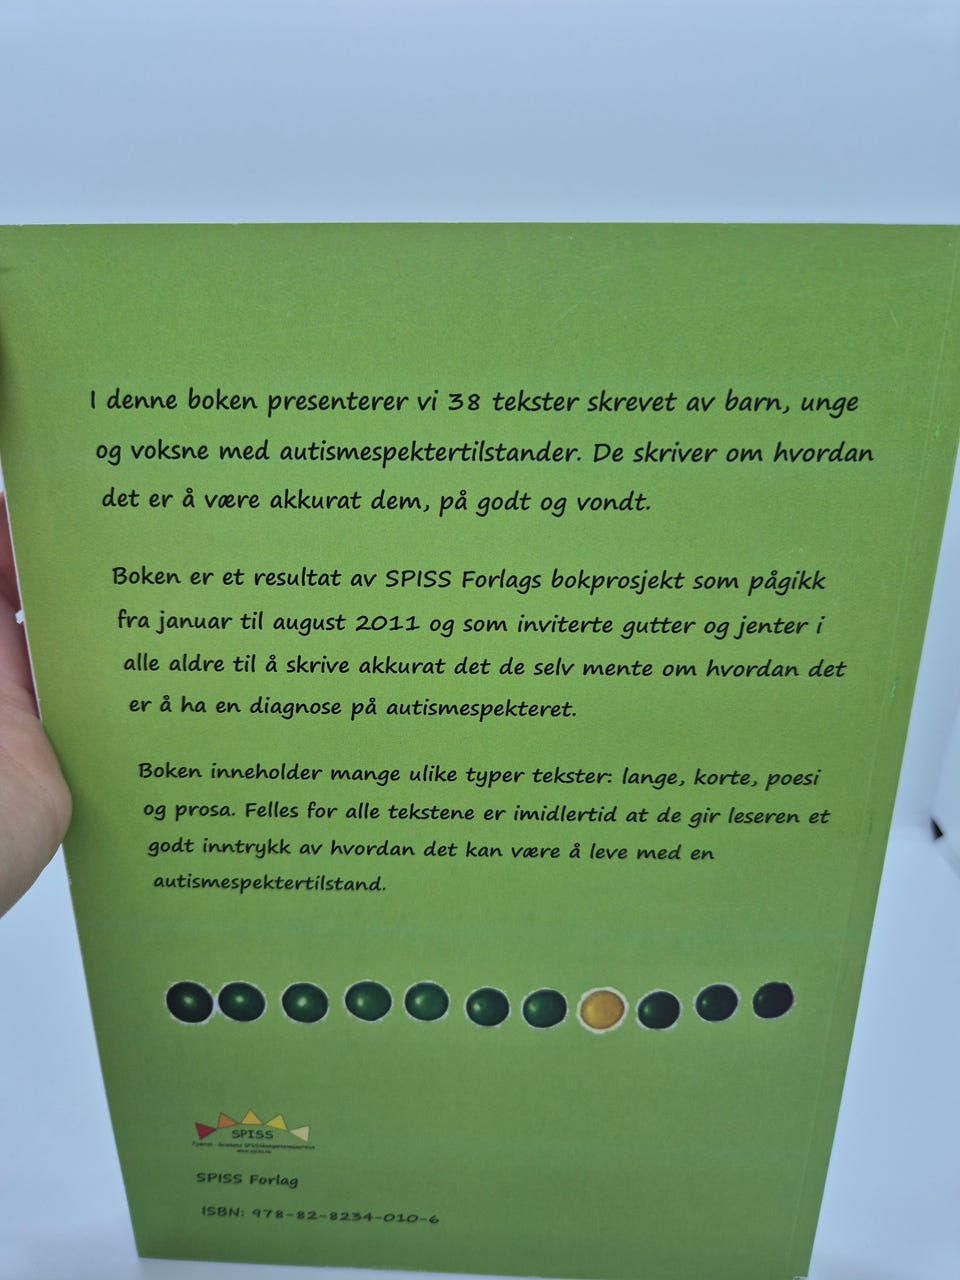 I denne boken presenterer vi 38 tekster skrevet av barn, unge
og voksne med autismespektertilstander. De skriver om hvordan
det er å være akkurat dem, på godt og vondt.
Boken er et resultat av SPISS Forlags bokprosjekt som pågikk
fra januar til august 2011 og som inviterte gutter og jenter i
alle aldre til å skrive akkurat det de selv mente om hvordan det
er å ha en diagnose på autismespekteret.
Boken inneholder mange ulike typer tekster: lange, korte, poesi
og prosa. Felles for alle tekstene er imidlertid at de gir leseren et
godt inntrykk av hvordan det kan være å leve med en
autismespektertilstand.
SPISS
www.spiss.no
SPISS Forlag
ISBN: 978-82-8234-010-6